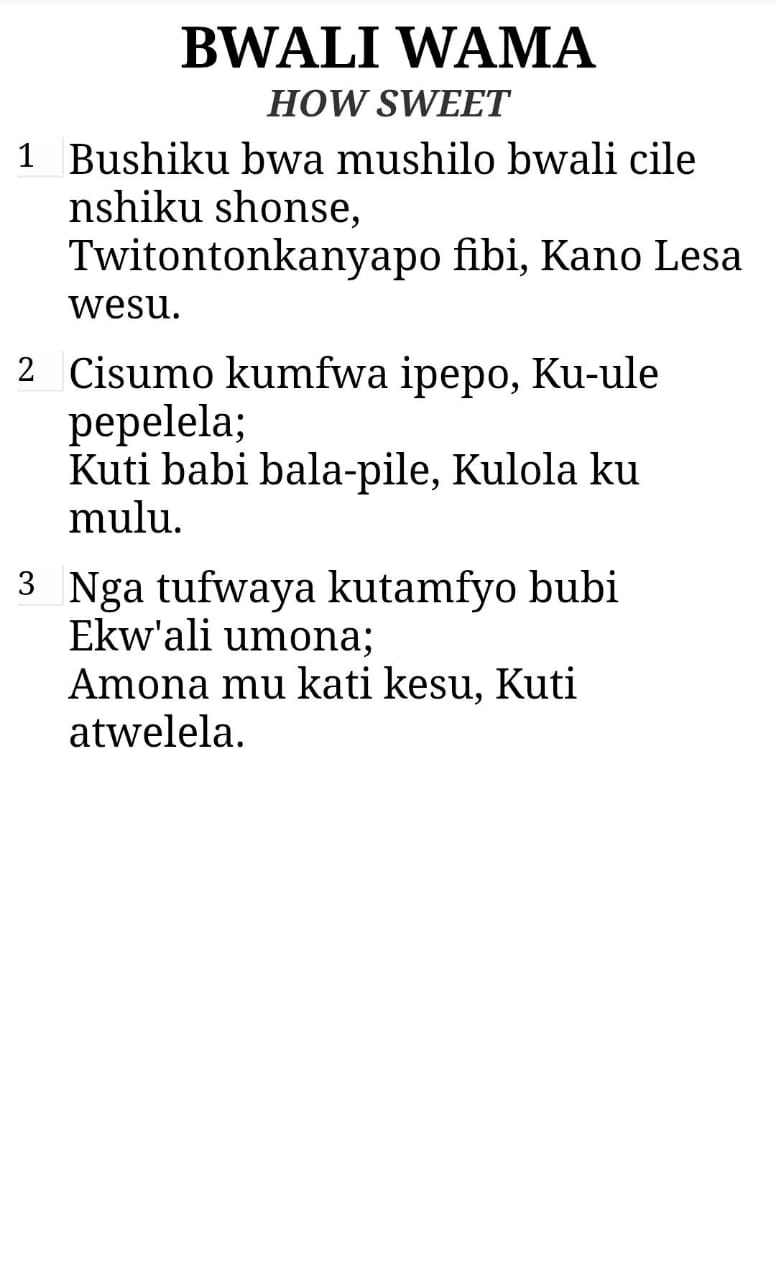 BWALI WAMA
HOW SWEET
1 Bushiku bwa mushilo bwali cile
nshiku shonse,
Twitontonkanyapo fibi, Kano Lesa
wesu.
2 Cisumo kumfwa ipepo, Ku-ule
pepelela;
Kuti babi bala-pile, Kulola ku
mulu.
3 Nga tufwaya kutamfyo bubi
Ekw'ali umona;
Amona mu kati kesu, Kuti
atwelela.